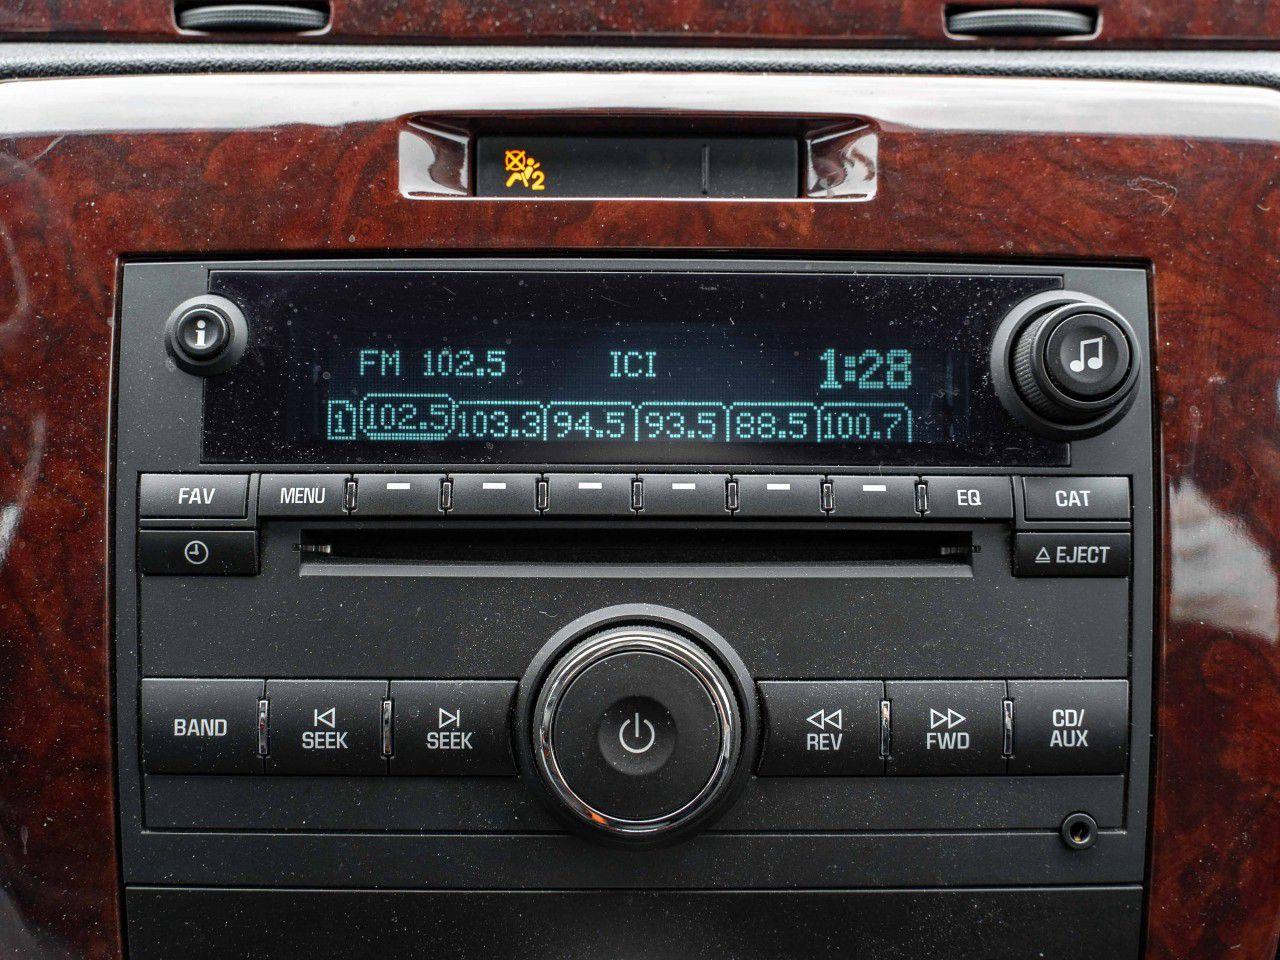 2
i
FM 102.5 ICI 1:28
1 102.5 103.3 94.5 93.5 88.5 100.7
FAV MENU EQ CAT
EJECT
BAND SEEK SEEK REV FWD CD/
AUX